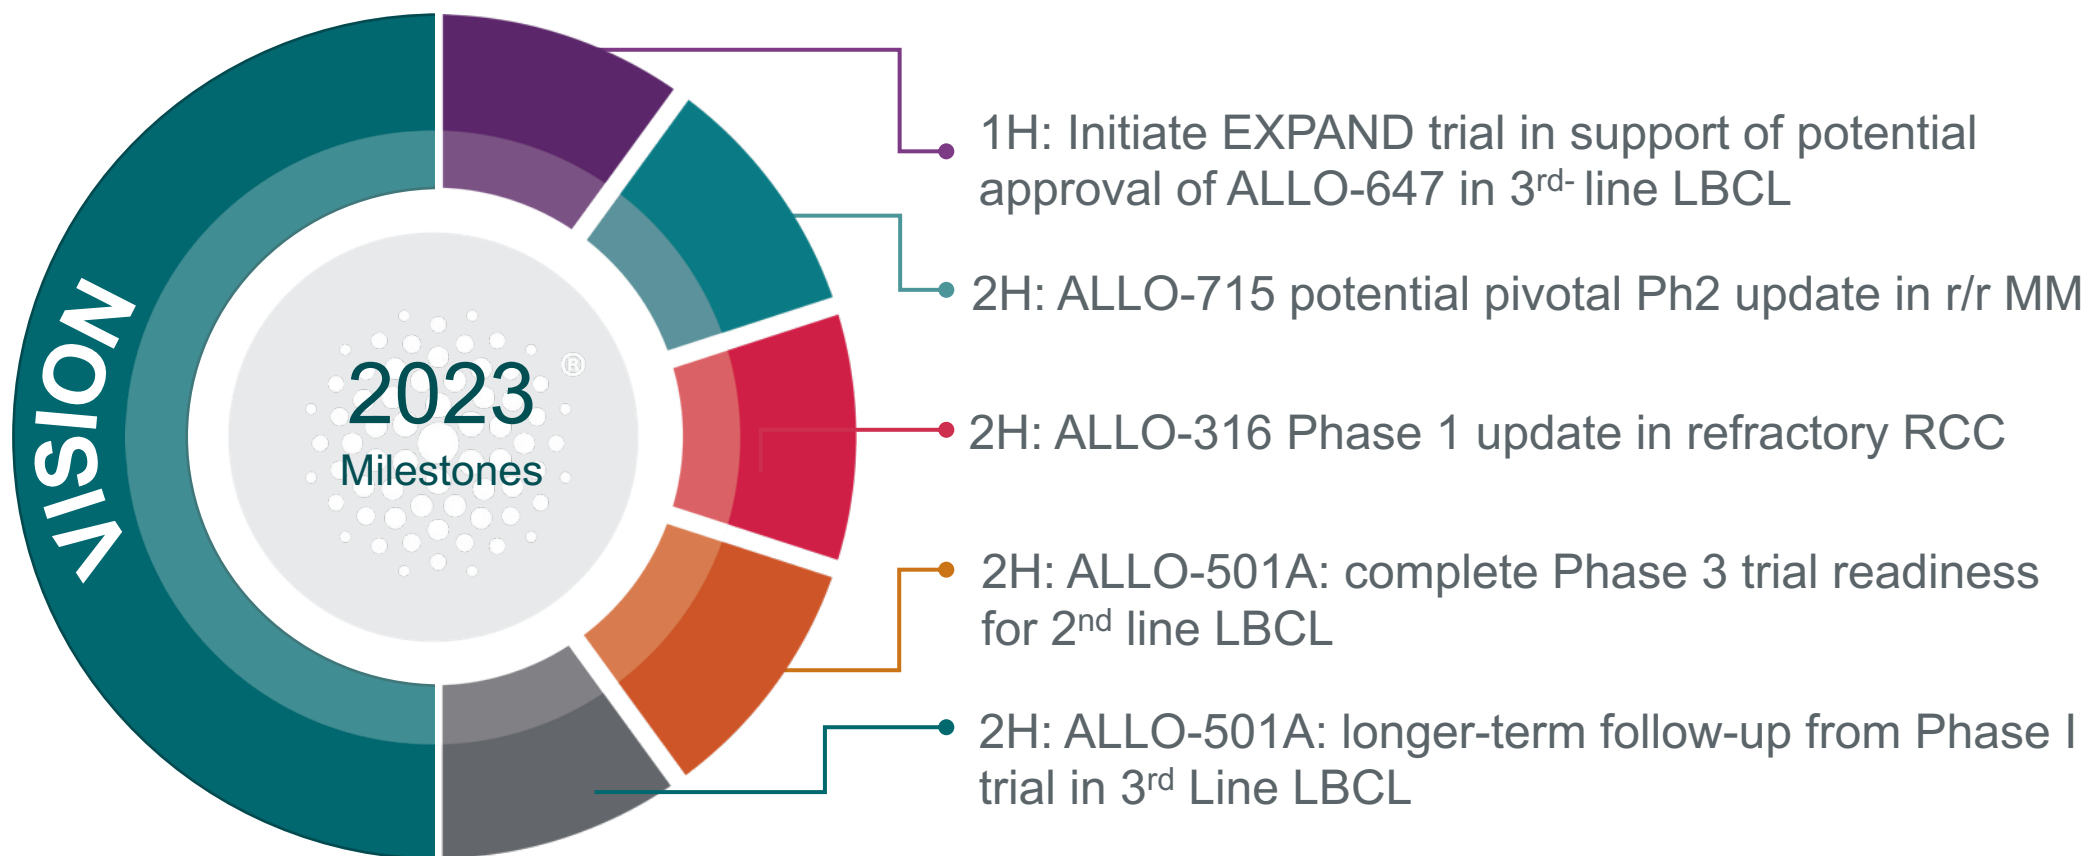 VISION
2023
Milestones
®
1H: Initiate EXPAND trial in support of potential
approval of ALLO-647 in 3rd- line LBCL
2H: ALLO-715 potential pivotal Ph2 update in r/r MM
2H: ALLO-316 Phase 1 update in refractory RCC
2H: ALLO-501A: complete Phase 3 trial readiness
for 2nd line LBCL
2H: ALLO-501A: longer-term follow-up from Phase I
trial in 3rd Line LBCL